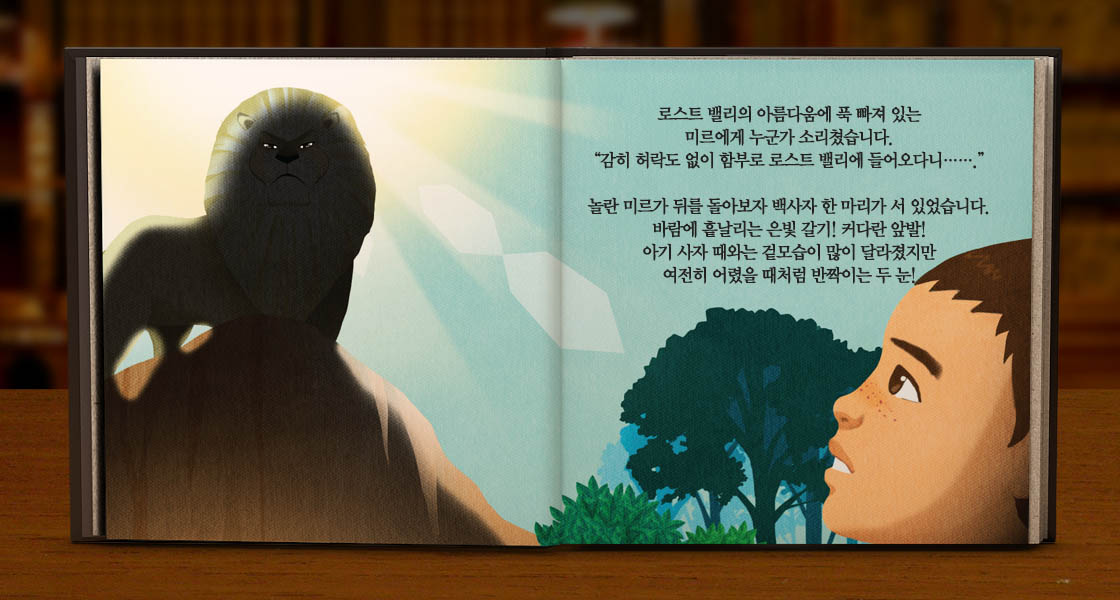 로스트 밸리의 아름다움에 푹 빠져 있는
미르에게 누군가 소리쳤습니다.
“감히 허락도 없이 함부로 로스트 밸리에 들어오다니…….”
놀란 미르가 뒤를 돌아보자 백사자 한 마리가 서 있었습니다.
바람에 흩날리는 은빛 갈기! 커다란 앞발!
아기 사자 때와는 겉모습이 많이 달라졌지만
여전히 어렸을 때처럼 반짝이는 두 눈!